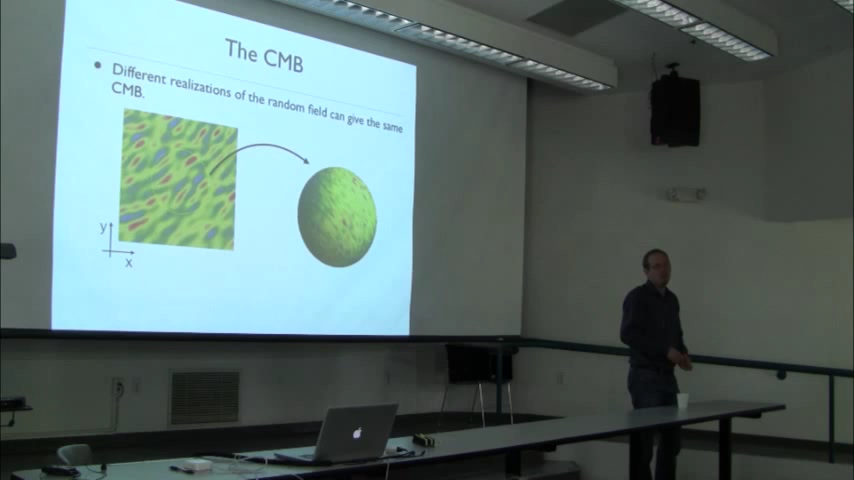 The CMB
• Different realizations of the random field can give the same
CMB.
y
x